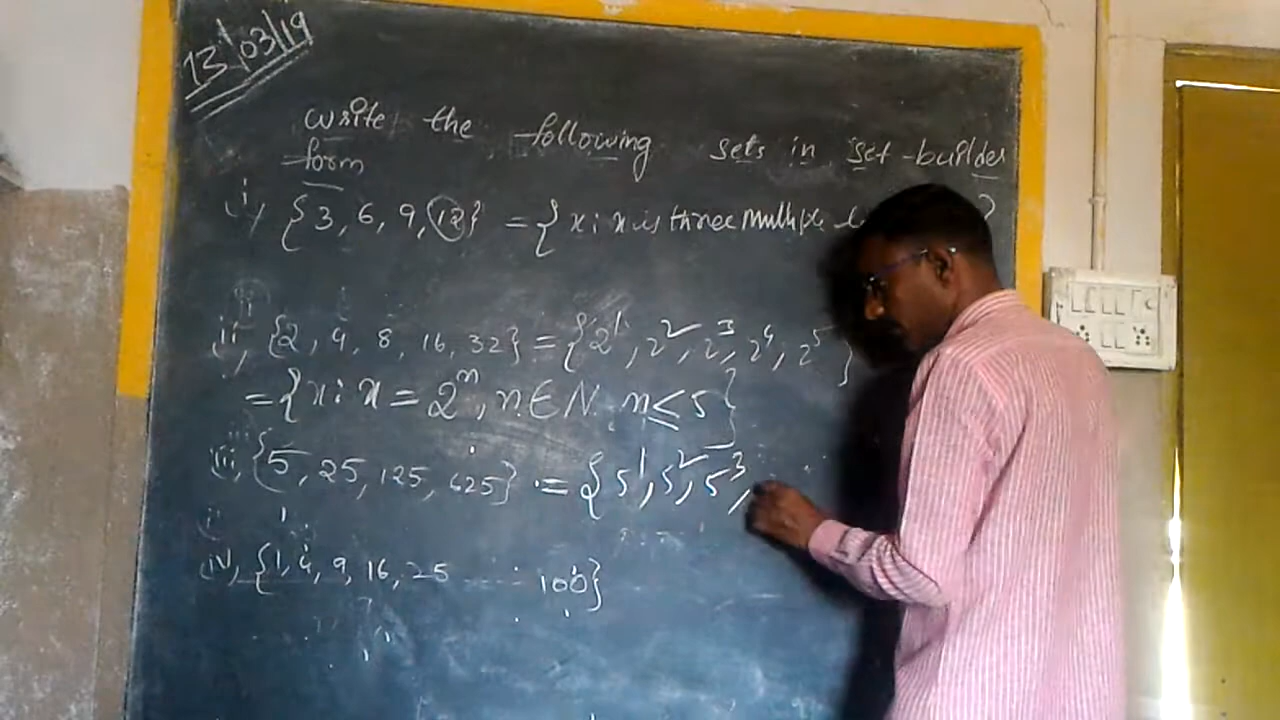 13/03/19
write the following sets in set-builder
form
i, {3, 6, 9, 12} = {x : x is three multiple
ii, {2, 4, 8, 16, 32} = {2¹, 2², 2³, 2⁴, 2⁵}
= {x : x = 2ⁿ, n ∈ N, n ≤ 5}
iii, {5, 25, 125, 625} = {5¹, 5², 5³,
iv, {1, 4, 9, 16, 25 ..... 100}